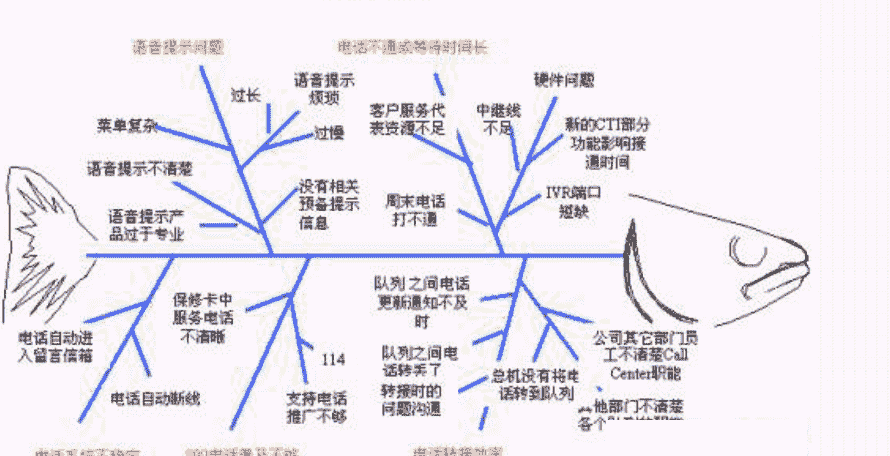 语音提示问题
电话不通或等待时间长
过长
语音提示
烦琐
过慢
菜单复杂
语音提示不清楚
语音提示产
品过于专业
没有相关
预备提示
信息
硬件问题
客户服务代
表资源不足
中继线
不足
新的CTI部分
功能影响接
通时间
周末电话
打不通
IVR端口
短缺
电话自动进
入留言信箱
电话自动断线
保修卡中
服务电话
不清晰
114
支持电话
推广不够
队列之间电话
更新通知不及
时
队列之间电
话转丢了
转接时的
问题沟通
总机没有将电
话转到队列
公司其它部门员
工不清楚Call
Center职能
其他部门不清楚
各个